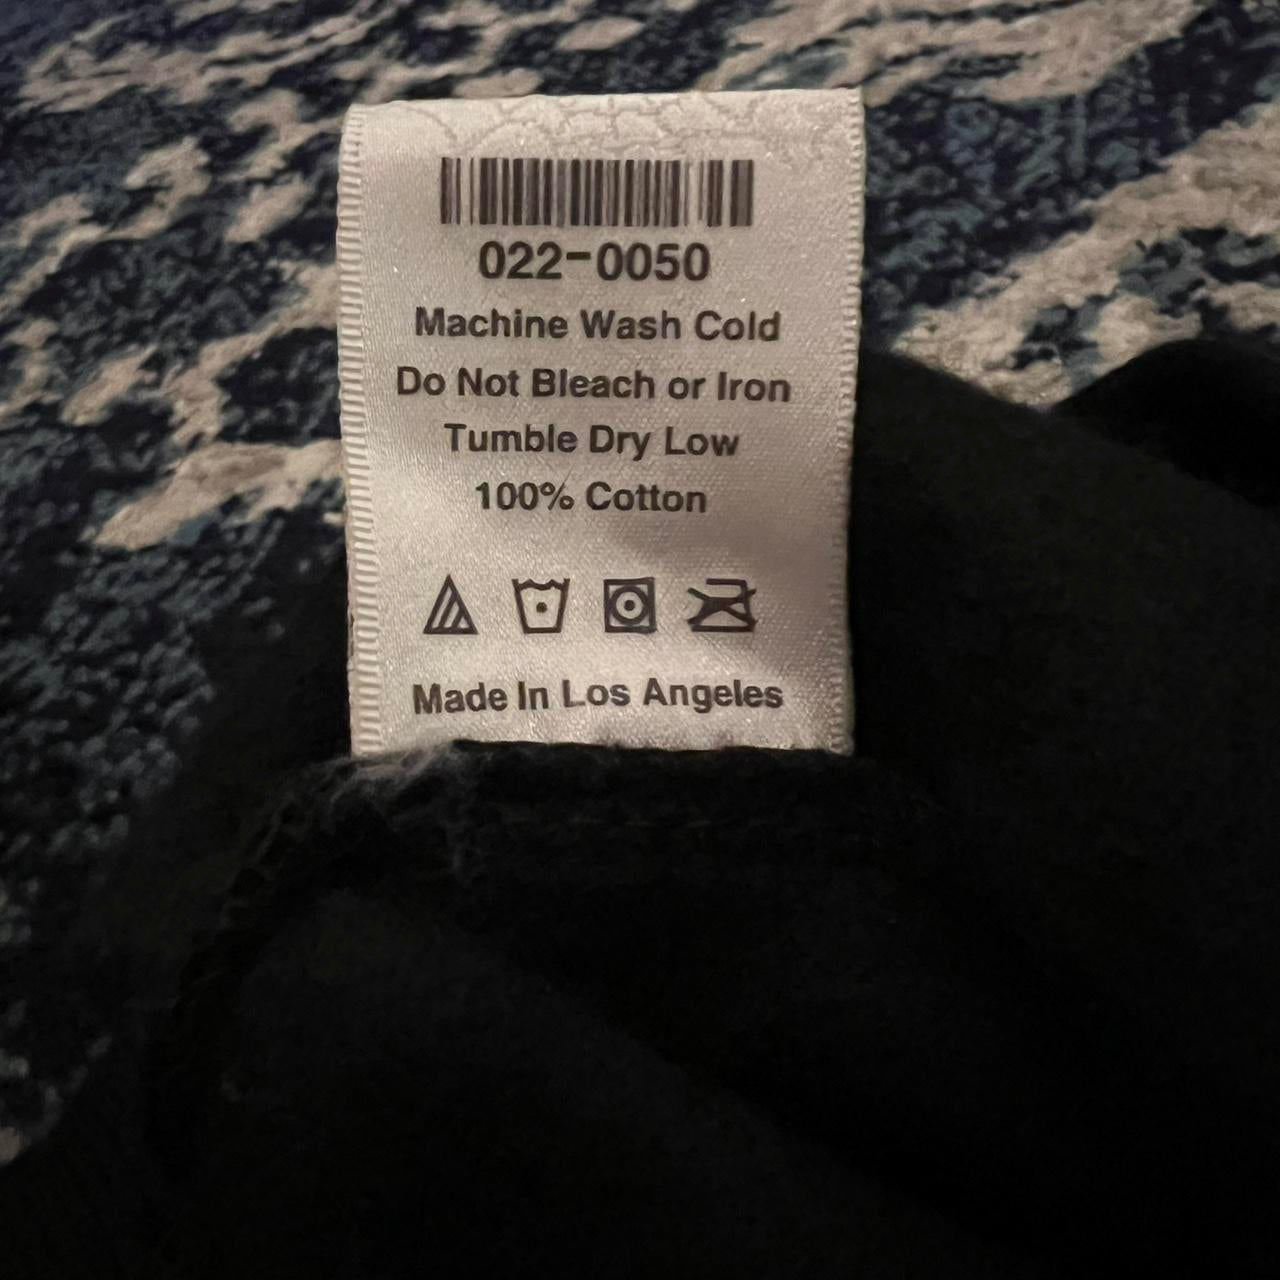 022-0050
Machine Wash Cold
Do Not Bleach or Iron
Tumble Dry Low
100% Cotton
Made In Los Angeles